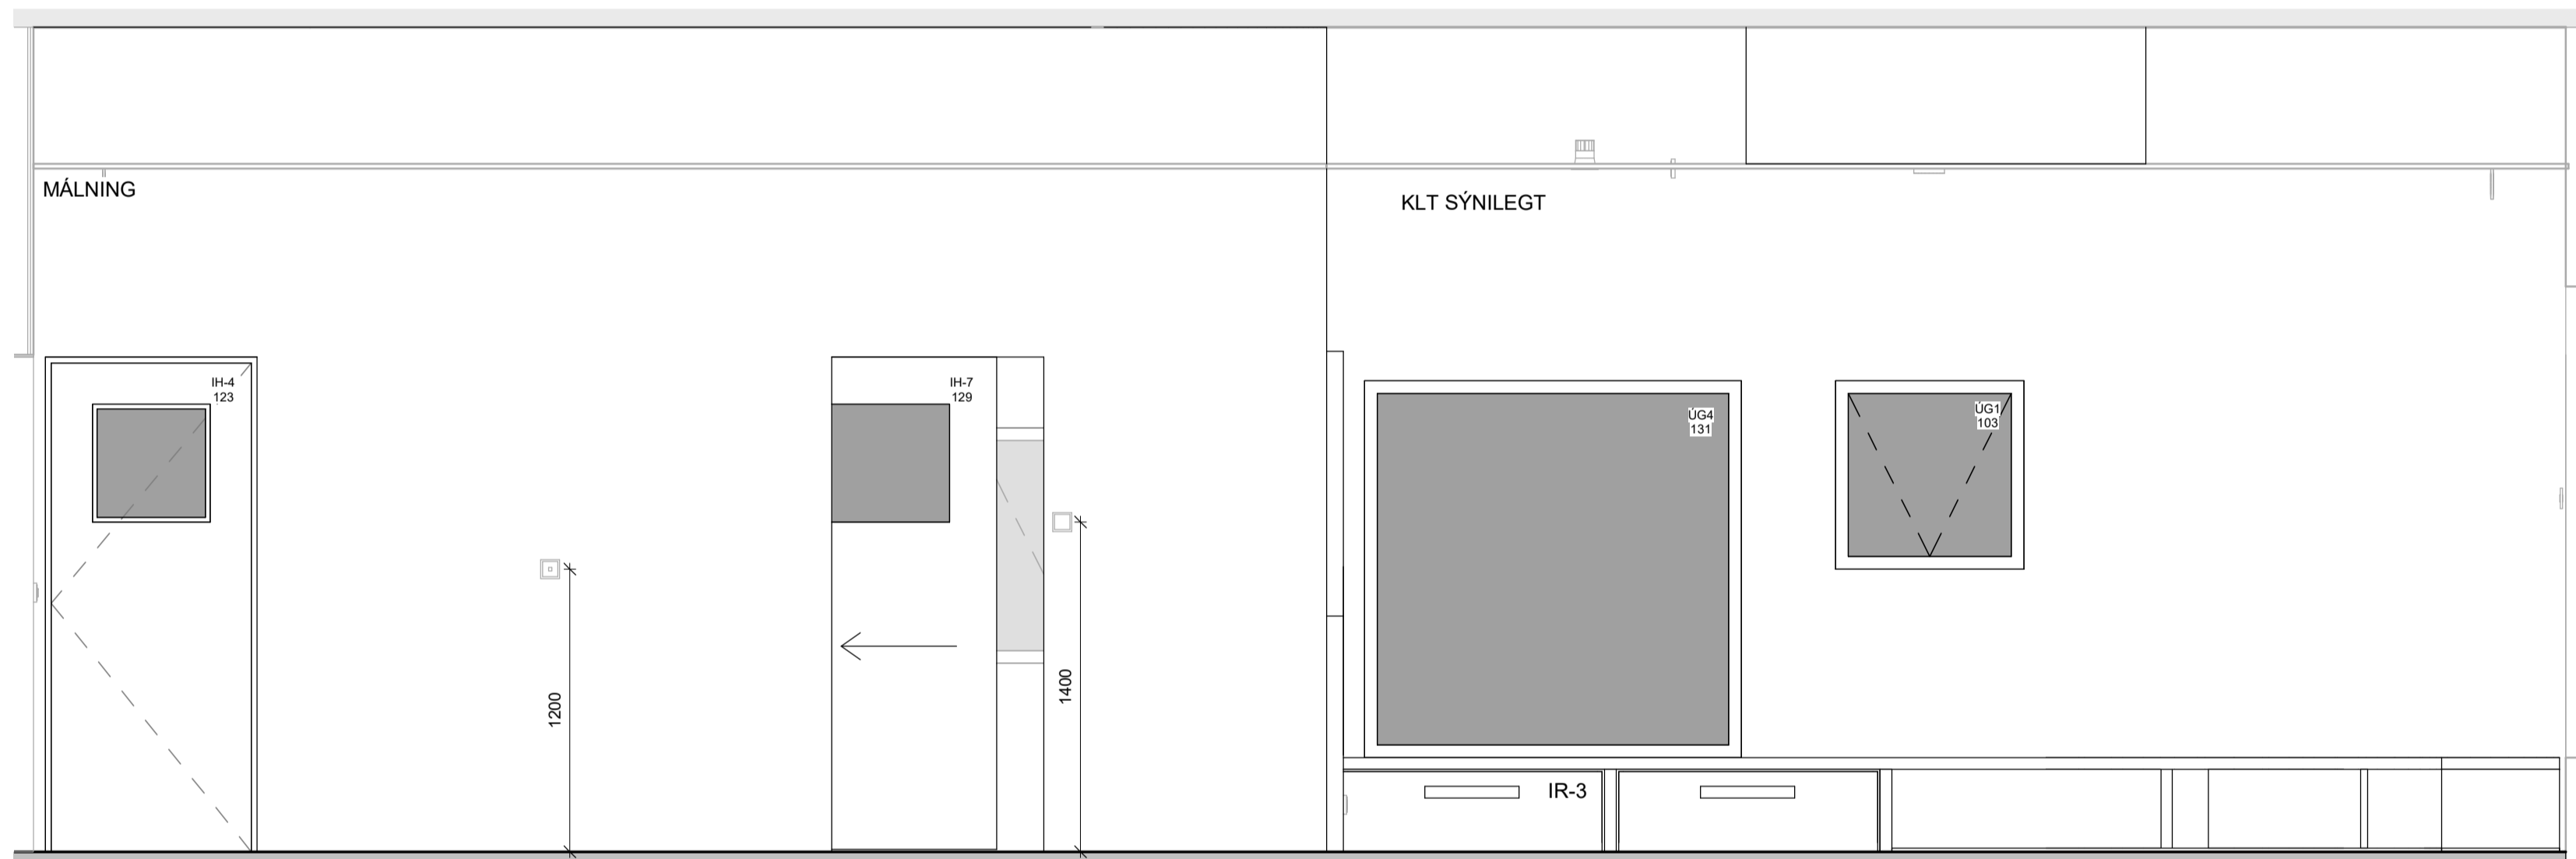 MÁLNING
KLT SÝNILEGT
IH-4
123
IH-7
129
ÚG4
131
ÚG1
103
1200
1400
IR-3